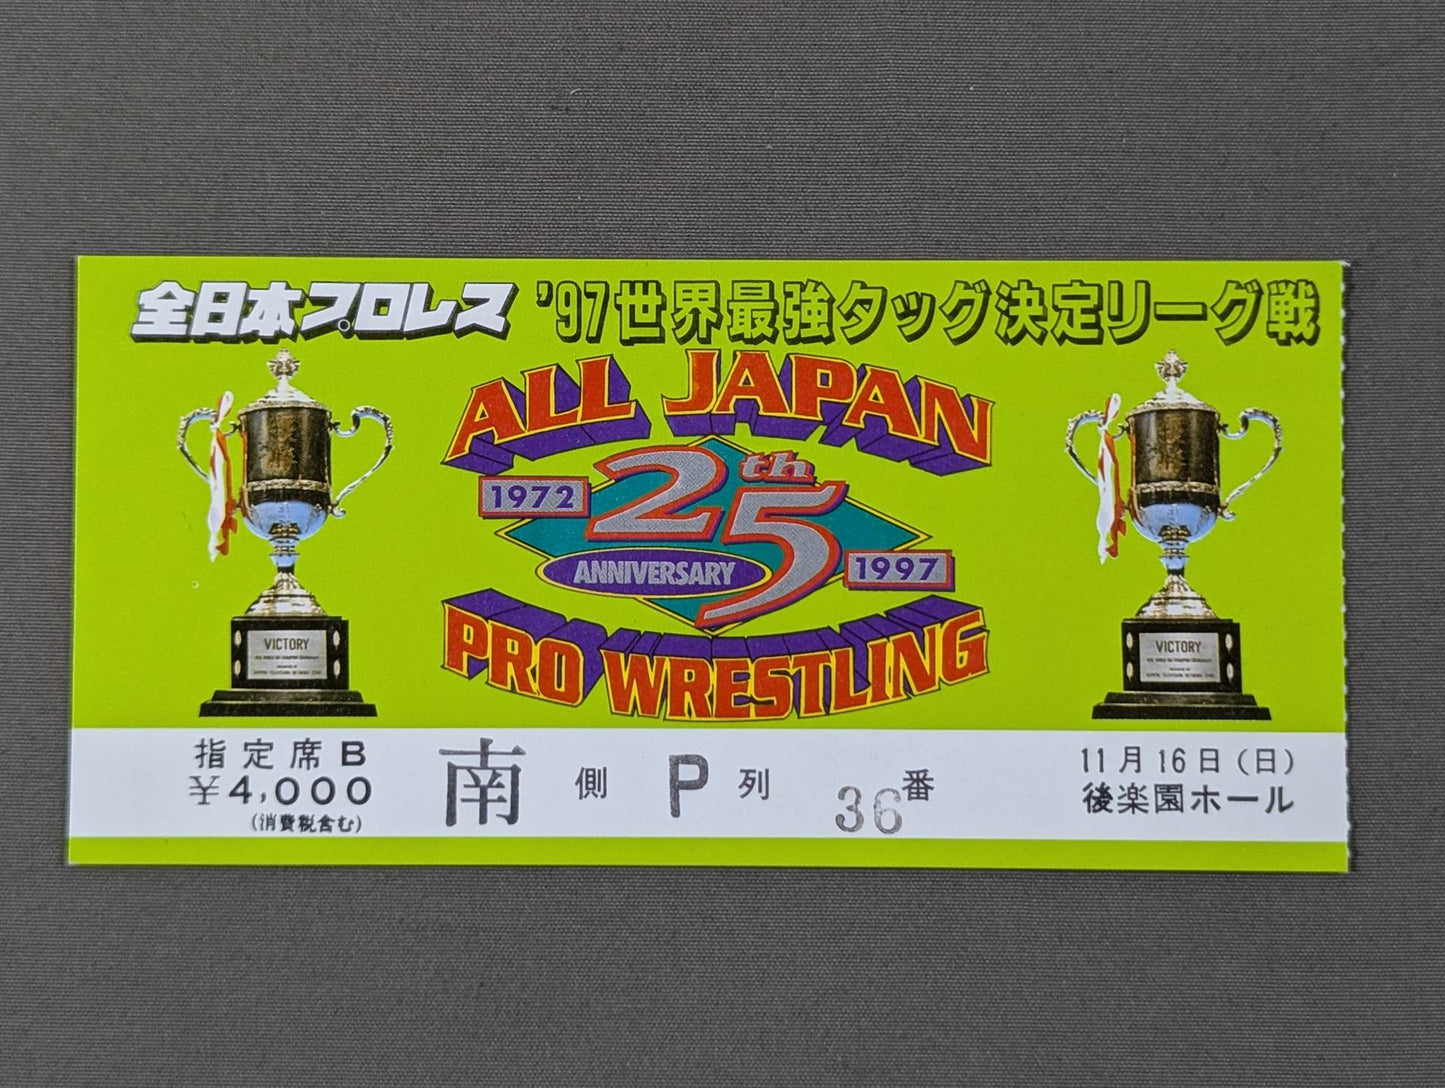 全日本プロレス '97世界最強タッグ決定リーグ戦
ALL JAPAN
25th
1972
ANNIVERSARY
1997
PRO WRESTLING
VICTORY
VICTORY
指定席B
¥4,000
(消費税含む)
南 側 P 列 36 番
11月16日(日)
後楽園ホール